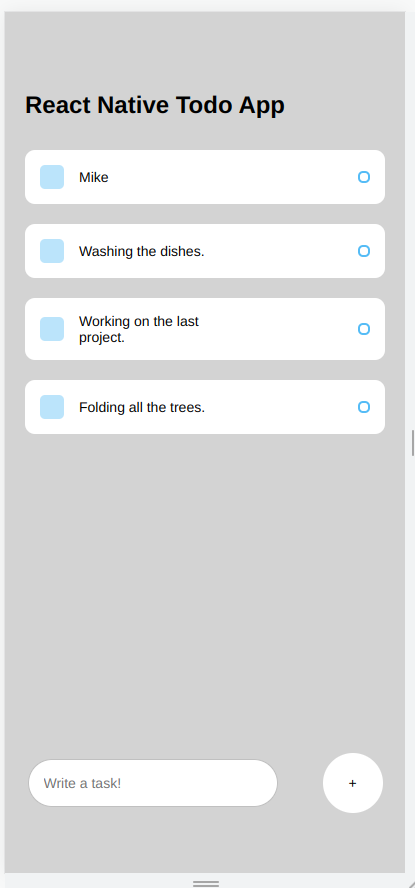 React Native Todo App
Mike
Washing the dishes.
Working on the last
project.
Folding all the trees.
Write a task!
+